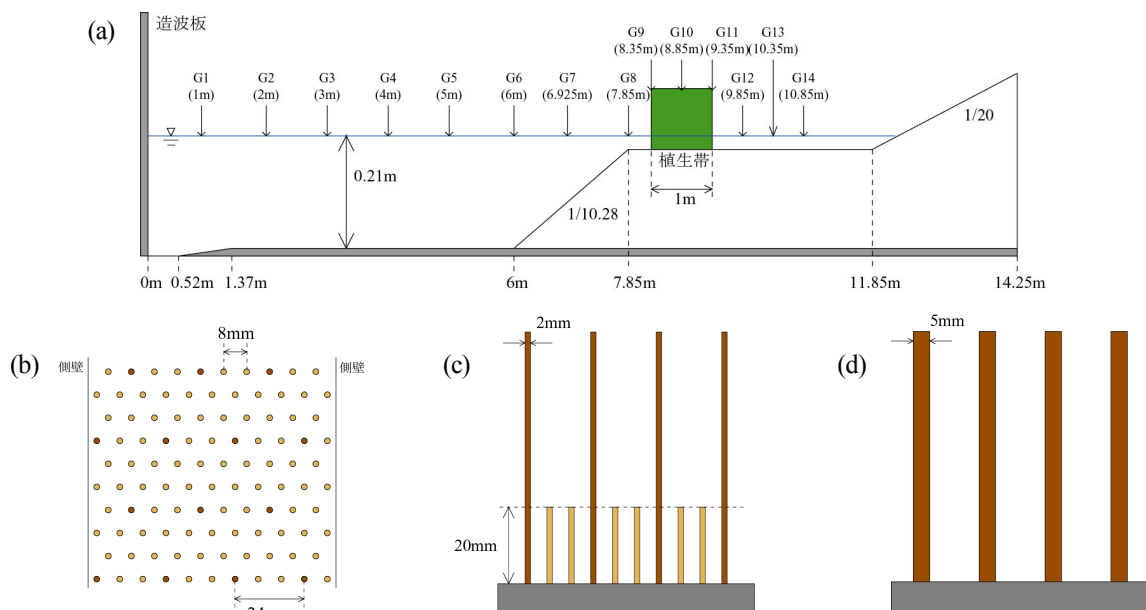 (a)
造波板
G1
(1m)
G2
(2m)
G3
(3m)
G4
(4m)
G5
(5m)
G6
(6m)
G7
(6.925m)
G8
(7.85m)
G9
(8.35m)
G10
(8.85m)
G11
(9.35m)
G12
(9.85m)
G13
(10.35m)
G14
(10.85m)
0.21m
植生帯
1m
1/10.28
1/20
0m
0.52m
1.37m
6m
7.85m
11.85m
14.25m
(b)
8mm
側壁
側壁
(c)
2mm
20mm
(d)
5mm